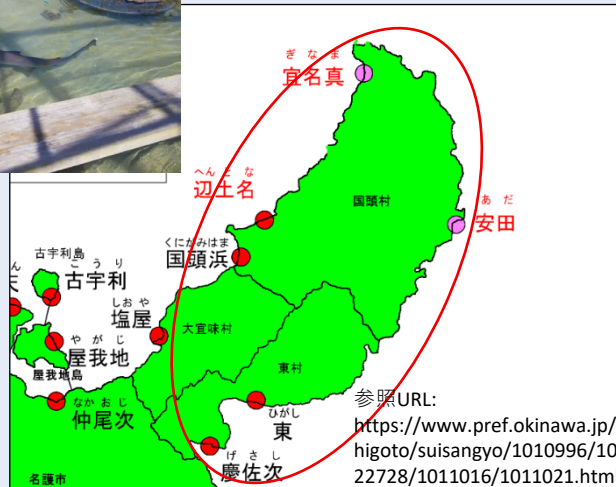 ぎなま
宜名真
へんとな
辺土名
国頭村
あだ
安田
くにがみはま
国頭浜
古宇利島
こうり
古宇利
しおや
塩屋
大宜味村
やがじ
屋我地
屋我地島
東村
なかおじ
仲尾次
ひがし
東
げさし
慶佐次
名護市
参照URL:
https://www.pref.okinawa.jp/
higoto/suisangyo/1010996/10
22728/1011016/1011021.htm